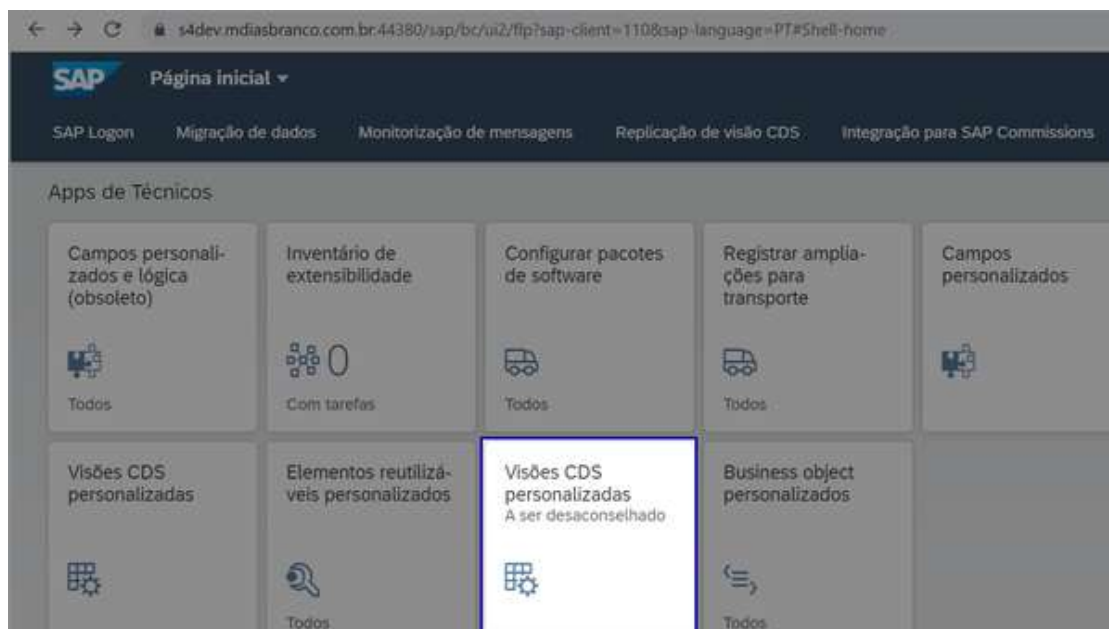 s4dev.mdiasbranco.com.br:44380/sap/bc/ui2/flp?sap-client=110&sap-language=PT#Shell-home
SAP Página inicial
SAP Logon Migração de dados Monitorização de mensagens Replicação de visão CDS Integração para SAP Commissions
Apps de Técnicos
Campos personali-
zados e lógica
(obsoleto)
Todos
Inventário de
extensibilidade
0
Com tarefas
Configurar pacotes
de software
Todos
Registrar amplia-
ções para
transporte
Todos
Campos
personalizados
Visões CDS
personalizadas
Elementos reutilizá-
veis personalizados
Todos
Visões CDS
personalizadas
A ser desaconselhado
Business object
personalizados
Todos